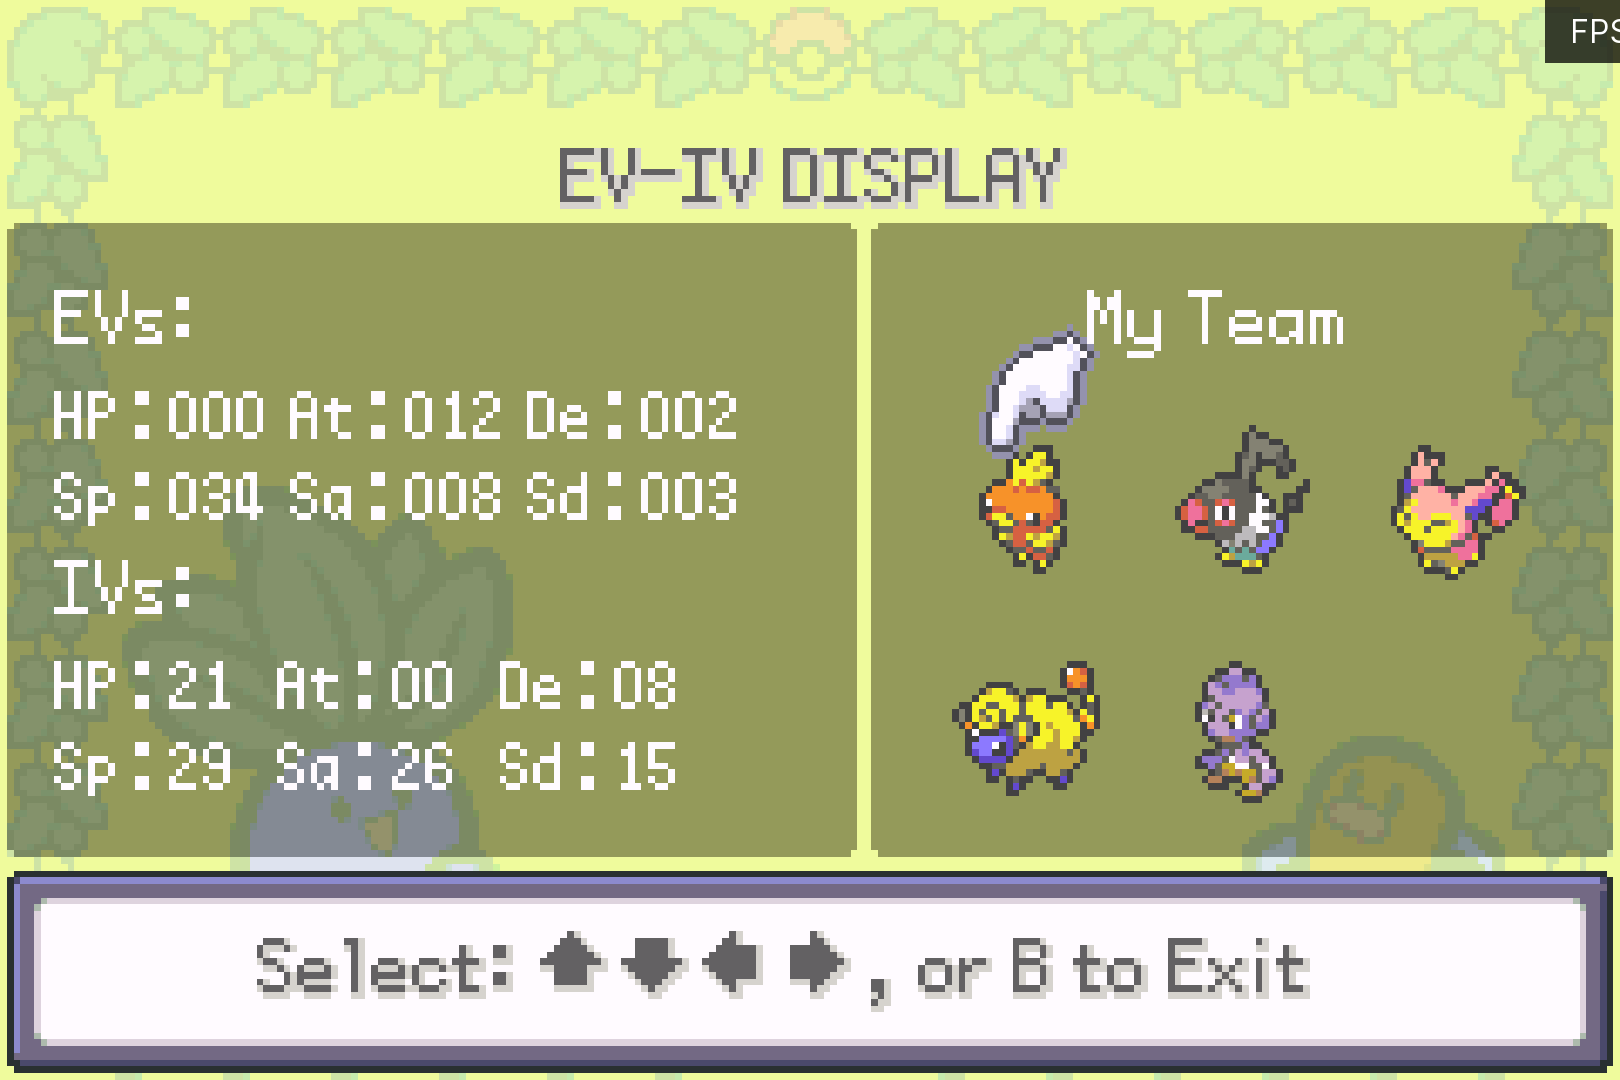 FPS
EV-IV DISPLAY
EVs:
HP:000 At:012 De:002
Sp:034 Sa:008 Sd:003
IVs:
HP:21 At:00 De:08
Sp:29 Sa:26 Sd:15
My Team
Select: ↑ ↓ ← → , or B to Exit